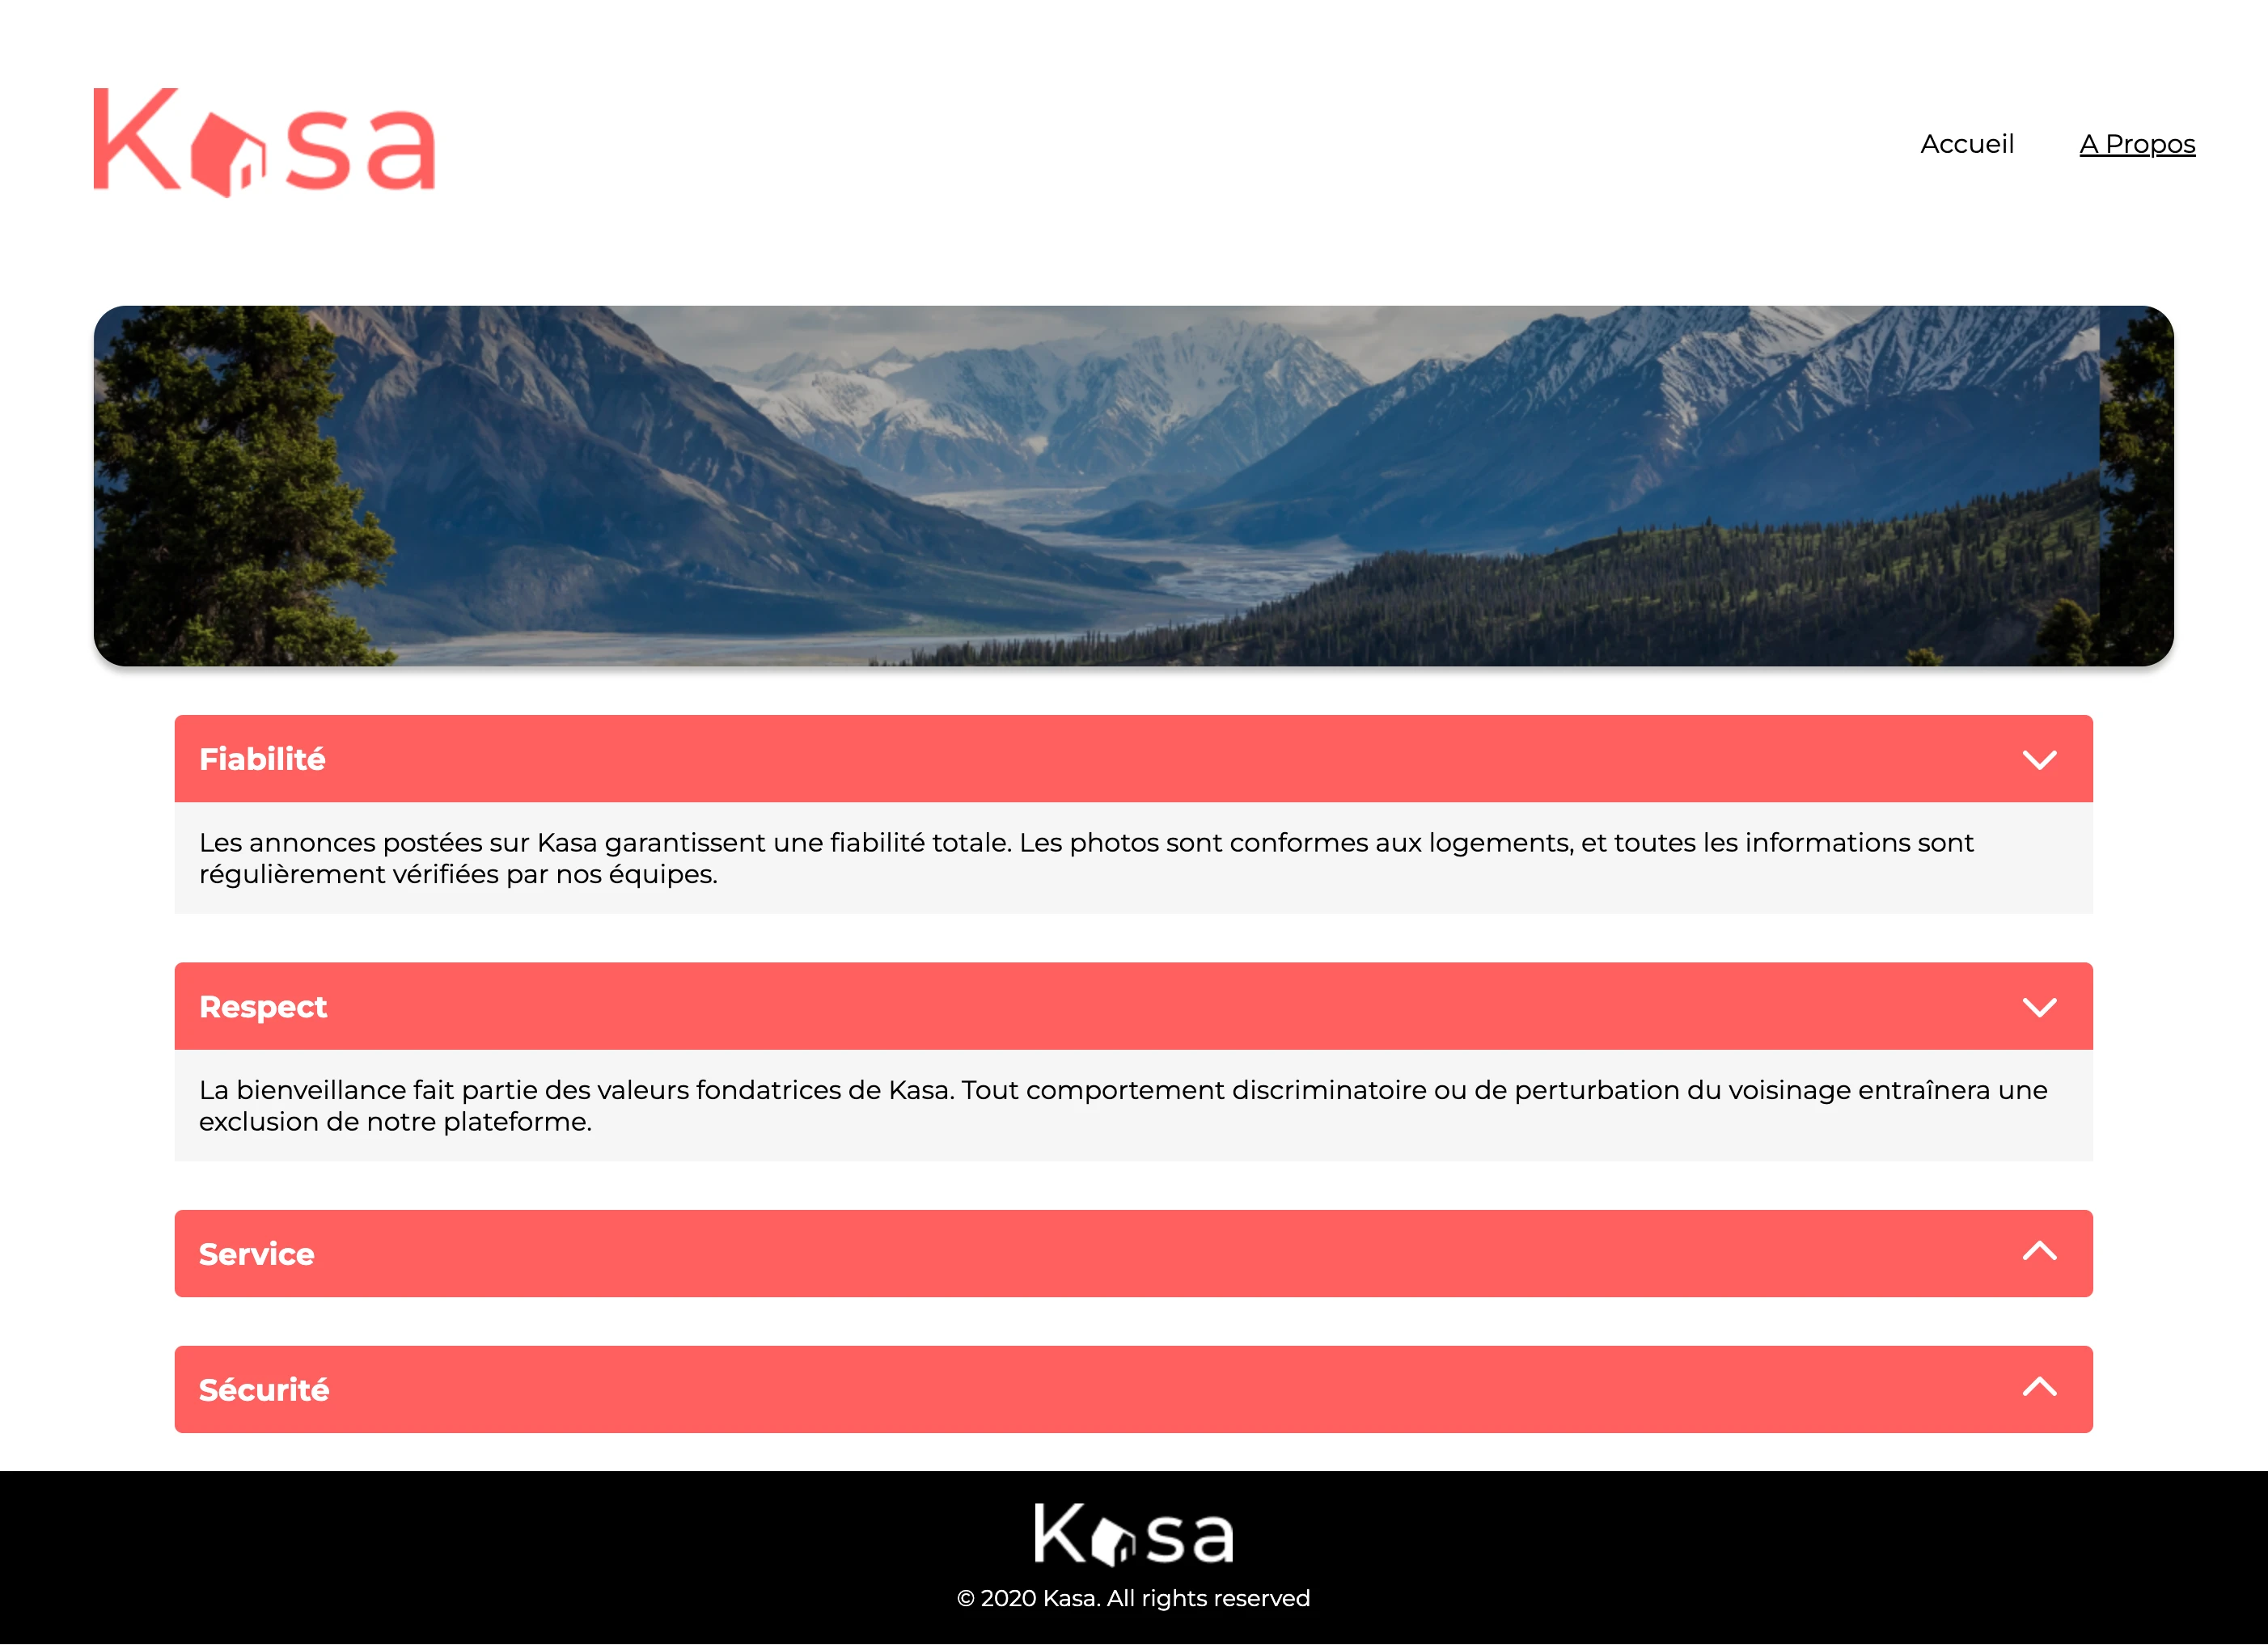 Kasa
Accueil
A Propos
Fiabilité
Les annonces postées sur Kasa garantissent une fiabilité totale. Les photos sont conformes aux logements, et toutes les informations sont
régulièrement vérifiées par nos équipes.
Respect
La bienveillance fait partie des valeurs fondatrices de Kasa. Tout comportement discriminatoire ou de perturbation du voisinage entraînera une
exclusion de notre plateforme.
Service
Sécurité
Kasa
© 2020 Kasa. All rights reserved